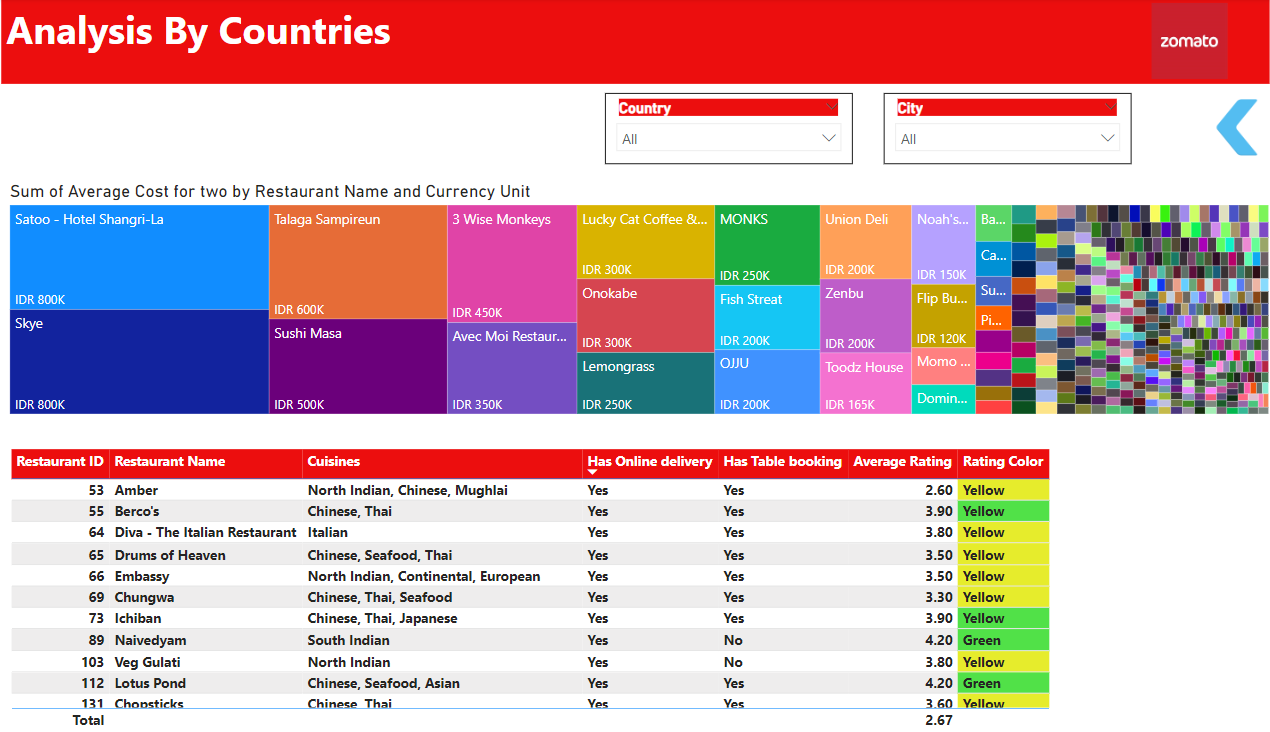 Analysis By Countries
zomato
Country
City
All
All
Sum of Average Cost for two by Restaurant Name and Currency Unit
Satoo - Hotel Shangri-La
IDR 800K
Skye
IDR 800K
Talaga Sampireun
IDR 600K
Sushi Masa
IDR 500K
3 Wise Monkeys
IDR 450K
Avec Moi Restaur...
IDR 350K
Lucky Cat Coffee &...
IDR 300K
Onokabe
IDR 300K
Lemongrass
IDR 250K
MONKS
IDR 250K
Fish Streat
IDR 200K
OJJU
IDR 200K
Union Deli
IDR 200K
Zenbu
IDR 200K
Toodz House
IDR 165K
Noah's...
IDR 150K
Flip Bu...
IDR 120K
Momo ...
Domin...
Ba...
Ca...
Su...
Pi...
Restaurant ID Restaurant Name Cuisines Has Online delivery Has Table booking Average Rating Rating Color
53 Amber North Indian, Chinese, Mughlai Yes Yes 2.60 Yellow
55 Berco's Chinese, Thai Yes Yes 3.90 Yellow
64 Diva - The Italian Restaurant Italian Yes Yes 3.80 Yellow
65 Drums of Heaven Chinese, Seafood, Thai Yes Yes 3.50 Yellow
66 Embassy North Indian, Continental, European Yes Yes 3.50 Yellow
69 Chungwa Chinese, Thai, Seafood Yes Yes 3.30 Yellow
73 Ichiban Chinese, Thai, Japanese Yes Yes 3.90 Yellow
89 Naivedyam South Indian Yes No 4.20 Green
103 Veg Gulati North Indian Yes No 3.80 Yellow
112 Lotus Pond Chinese, Seafood, Asian Yes Yes 4.20 Green
131 Chopsticks Chinese, Thai Yes Yes 3.60 Yellow
Total 2.67